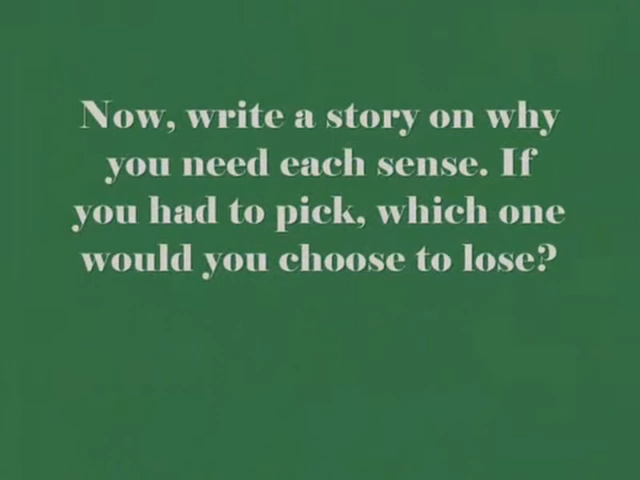 Now, write a story on why
you need each sense. If
you had to pick, which one
would you choose to lose?